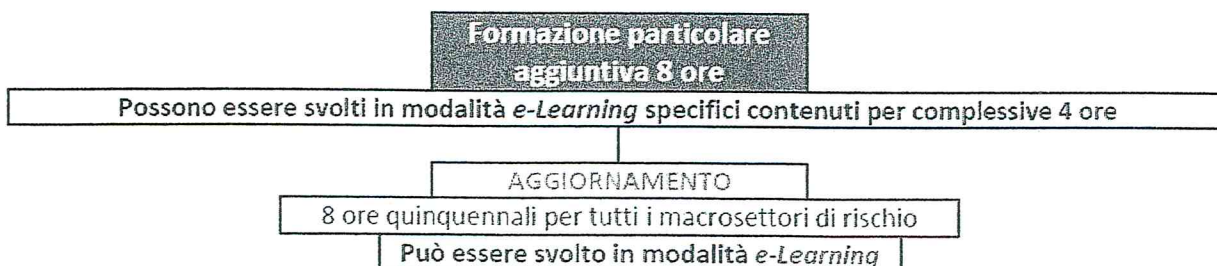 Formazione particolare
aggiuntiva 8 ore
Possono essere svolti in modalità e-Learning specifici contenuti per complessive 4 ore
AGGIORNAMENTO
8 ore quinquennali per tutti i macrosettori di rischio
Può essere svolto in modalità e-Learning